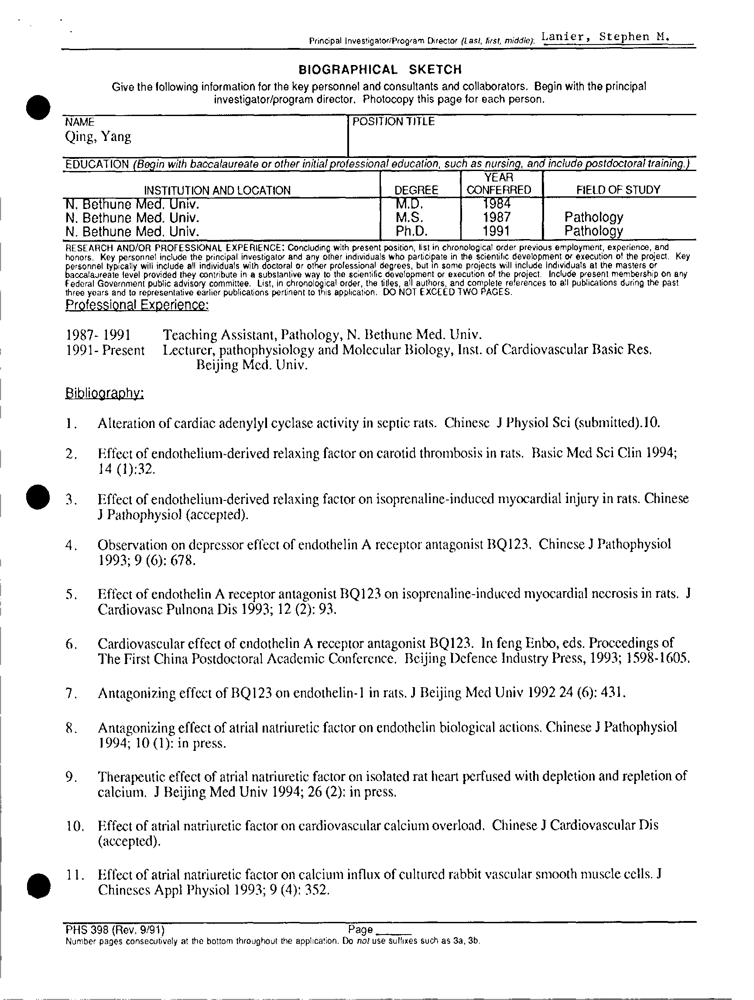 Principal Investigator/Program Director (Last, first, middle): Lanier, Stephen M.
BIOGRAPHICAL SKETCH
Give the following information for the key personnel and consultants and collaborators. Begin with the principal
investigator/program director. Photocopy this page for each person.
NAME POSITION TITLE
Qing, Yang
EDUCATION (Begin with baccalaureate or other initial professional education, such as nursing, and include postdoctoral training.)
INSTITUTION AND LOCATION DEGREE YEAR CONFERRED FIELD OF STUDY
N. Bethune Med. Univ. M.D. 1984
N. Bethune Med. Univ. M.S. 1987 Pathology
N. Bethune Med. Univ. Ph.D. 1991 Pathology
RESEARCH AND/OR PROFESSIONAL EXPERIENCE: Concluding with present position, list in chronological order previous employment, experience, and
honors. Key personnel include the principal investigator and any other individuals who participate in the scientific development or execution of the project. Key
personnel typically will include all individuals with doctoral or other professional degrees, but in some projects will include individuals at the masters or
baccalaureate level provided they contribute in a substantive way to the scientific development or execution of the project. Include present membership on any
Federal Government public advisory committee. List, in chronological order, the titles, all authors, and complete references to all publications during the past
three years and to representative earlier publications pertinent to this application. DO NOT EXCEED TWO PAGES.
Professional Experience:
1987- 1991 Teaching Assistant, Pathology, N. Bethune Med. Univ.
1991- Present Lecturer, pathophysiology and Molecular Biology, Inst. of Cardiovascular Basic Res.
Beijing Med. Univ.
Bibliography:
1. Alteration of cardiac adenylyl cyclase activity in septic rats. Chinese J Physiol Sci (submitted).10.
2. Effect of endothelium-derived relaxing factor on carotid thrombosis in rats. Basic Med Sci Clin 1994;
14 (1):32.
3. Effect of endothelium-derived relaxing factor on isoprenaline-induced myocardial injury in rats. Chinese
J Pathophysiol (accepted).
4. Observation on depressor effect of endothelin A receptor antagonist BQ123. Chinese J Pathophysiol
1993; 9 (6): 678.
5. Effect of endothelin A receptor antagonist BQ123 on isoprenaline-induced myocardial necrosis in rats. J
Cardiovasc Pulnona Dis 1993; 12 (2): 93.
6. Cardiovascular effect of endothelin A receptor antagonist BQ123. In feng Enbo, eds. Proceedings of
The First China Postdoctoral Academic Conference. Beijing Defence Industry Press, 1993; 1598-1605.
7. Antagonizing effect of BQ123 on endothelin-1 in rats. J Beijing Med Univ 1992 24 (6): 431.
8. Antagonizing effect of atrial natriuretic factor on endothelin biological actions. Chinese J Pathophysiol
1994; 10 (1): in press.
9. Therapeutic effect of atrial natriuretic factor on isolated rat heart perfused with depletion and repletion of
calcium. J Beijing Med Univ 1994; 26 (2): in press.
10. Effect of atrial natriuretic factor on cardiovascular calcium overload. Chinese J Cardiovascular Dis
(accepted).
11. Effect of atrial natriuretic factor on calcium influx of cultured rabbit vascular smooth muscle cells. J
Chineses Appl Physiol 1993; 9 (4): 352.
PHS 398 (Rev. 9/91) Page
Number pages consecutively at the bottom throughout the application. Do not use suffixes such as 3a, 3b.